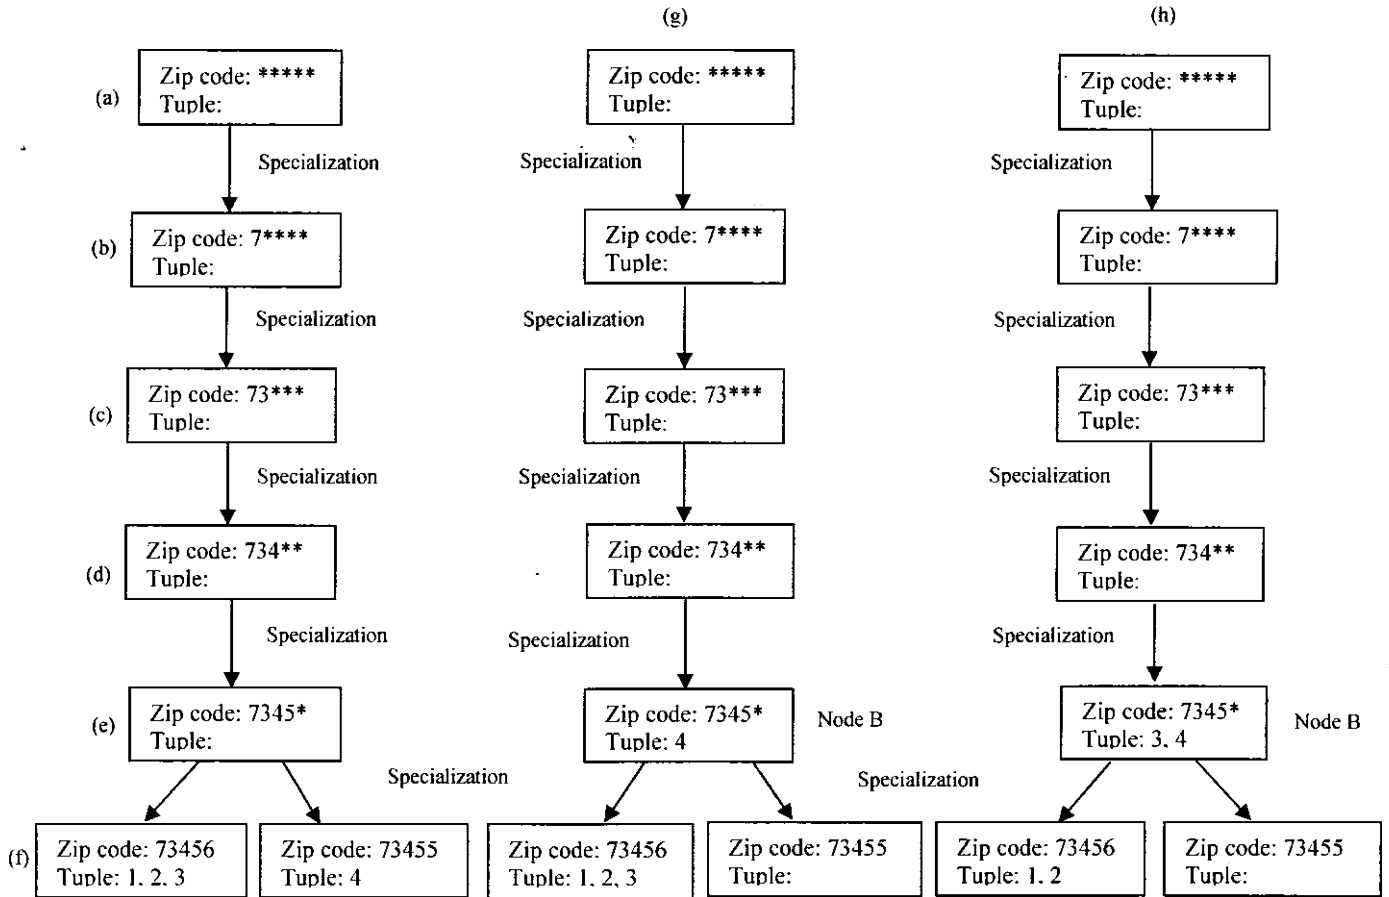 (g)
(h)
(a)
Zip code: *****
Tuple:
Zip code: *****
Tuple:
Zip code: *****
Tuple:
Specialization
Specialization
Specialization
(b)
Zip code: 7****
Tuple:
Zip code: 7****
Tuple:
Zip code: 7****
Tuple:
Specialization
Specialization
Specialization
(c)
Zip code: 73***
Tuple:
Zip code: 73***
Tuple:
Zip code: 73***
Tuple:
Specialization
Specialization
Specialization
(d)
Zip code: 734**
Tuple:
Zip code: 734**
Tuple:
Zip code: 734**
Tuple:
Specialization
Specialization
Specialization
(e)
Zip code: 7345*
Tuple:
Zip code: 7345*
Tuple: 4
Node B
Zip code: 7345*
Tuple: 3, 4
Node B
Specialization
Specialization
(f)
Zip code: 73456
Tuple: 1, 2, 3
Zip code: 73455
Tuple: 4
Zip code: 73456
Tuple: 1, 2, 3
Zip code: 73455
Tuple:
Zip code: 73456
Tuple: 1, 2
Zip code: 73455
Tuple: